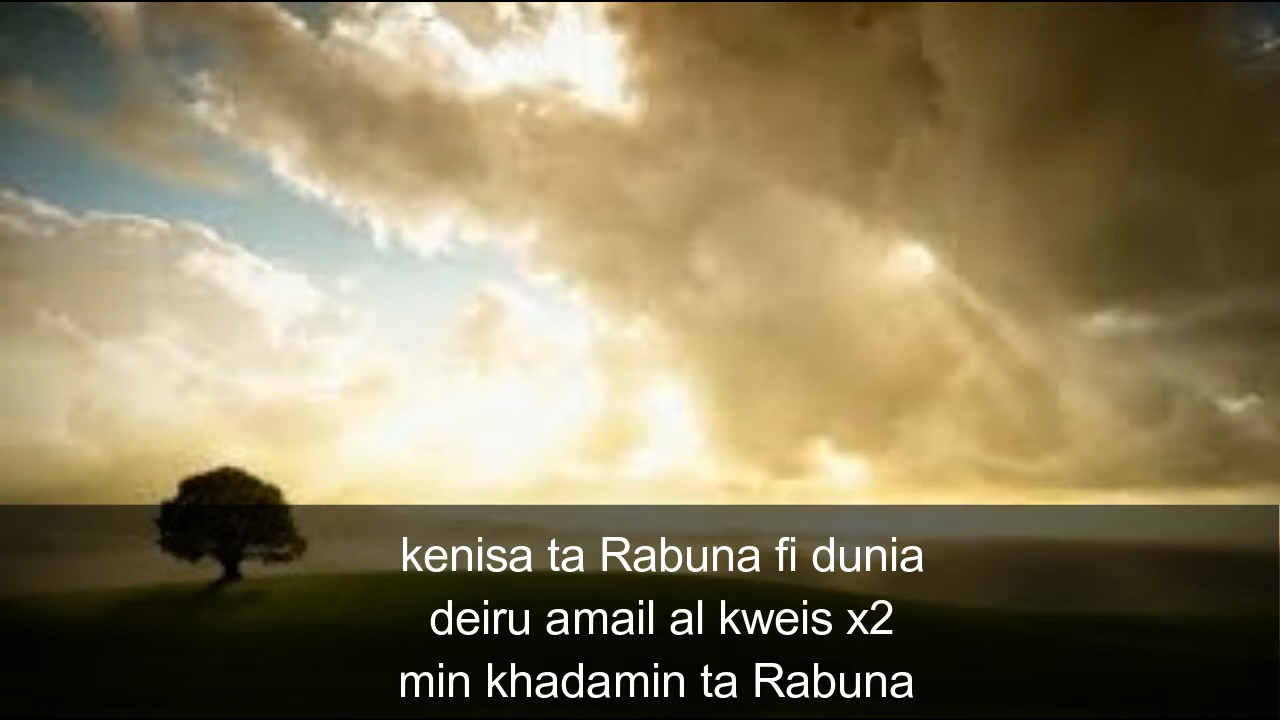 kenisa ta Rabuna fi dunia
deiru amail al kweis x2
min khadamin ta Rabuna